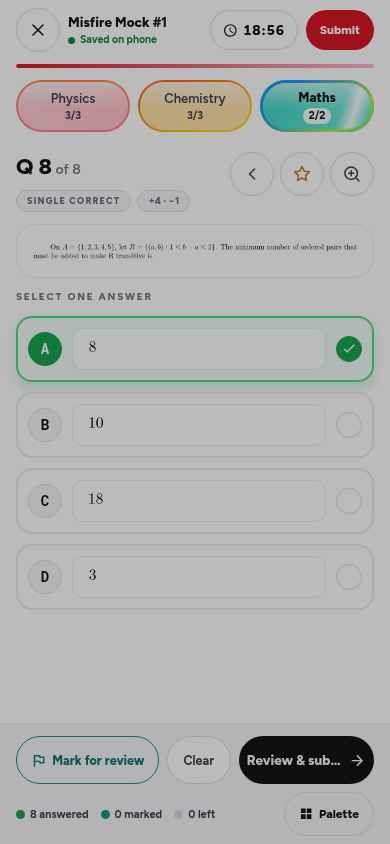 Misfire Mock #1
Saved on phone
18:56
Submit
Physics
3/3
Chemistry
3/3
Maths
2/2
Q 8 of 8
SINGLE CORRECT
+4 · −1
On A = {1, 2, 3, 4, 5}, let R = {(a, b) : 1 < b − a < 2}. The minimum number of ordered pairs that
must be added to make R transitive is
SELECT ONE ANSWER
A
8
B
10
C
18
D
3
Mark for review
Clear
Review & sub...
8 answered
0 marked
0 left
Palette